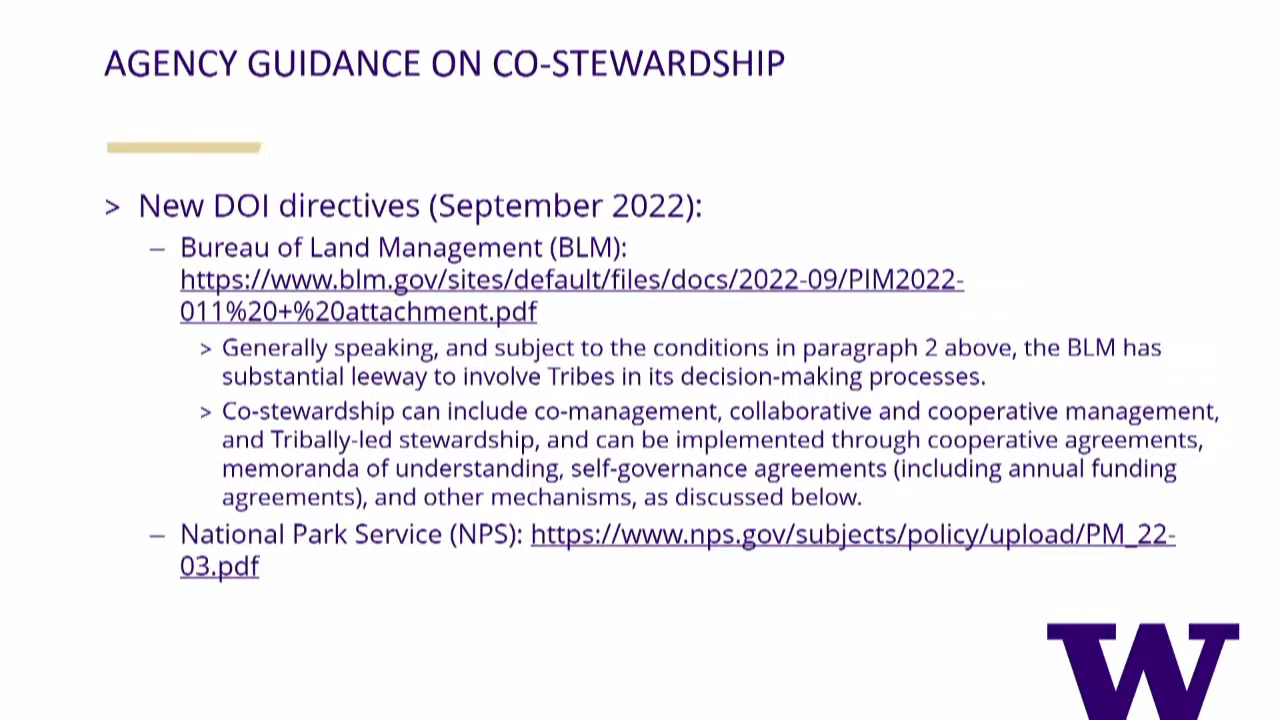 AGENCY GUIDANCE ON CO-STEWARDSHIP
> New DOI directives (September 2022):
– Bureau of Land Management (BLM):
https://www.blm.gov/sites/default/files/docs/2022-09/PIM2022-
011%20+%20attachment.pdf
> Generally speaking, and subject to the conditions in paragraph 2 above, the BLM has
substantial leeway to involve Tribes in its decision-making processes.
> Co-stewardship can include co-management, collaborative and cooperative management,
and Tribally-led stewardship, and can be implemented through cooperative agreements,
memoranda of understanding, self-governance agreements (including annual funding
agreements), and other mechanisms, as discussed below.
– National Park Service (NPS): https://www.nps.gov/subjects/policy/upload/PM_22-
03.pdf
W